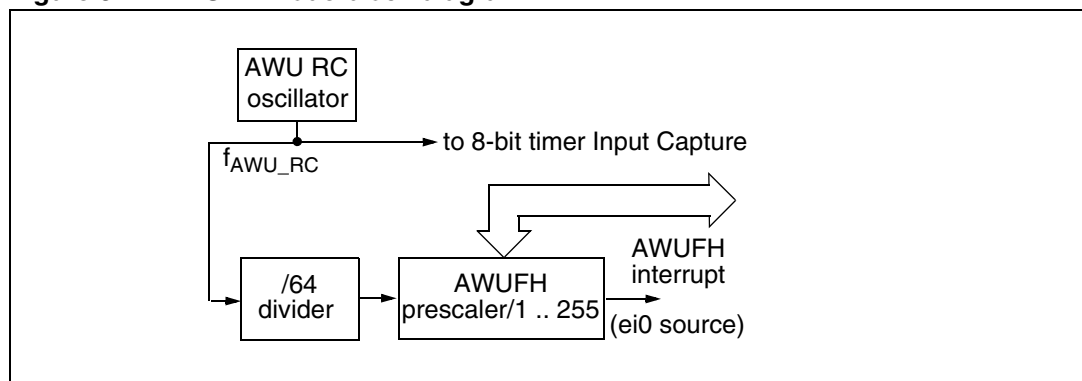 AWU RC
oscillator
to 8-bit timer Input Capture
fAWU_RC
AWUFH
interrupt
/64
divider
AWUFH
prescaler/1 .. 255
(ei0 source)